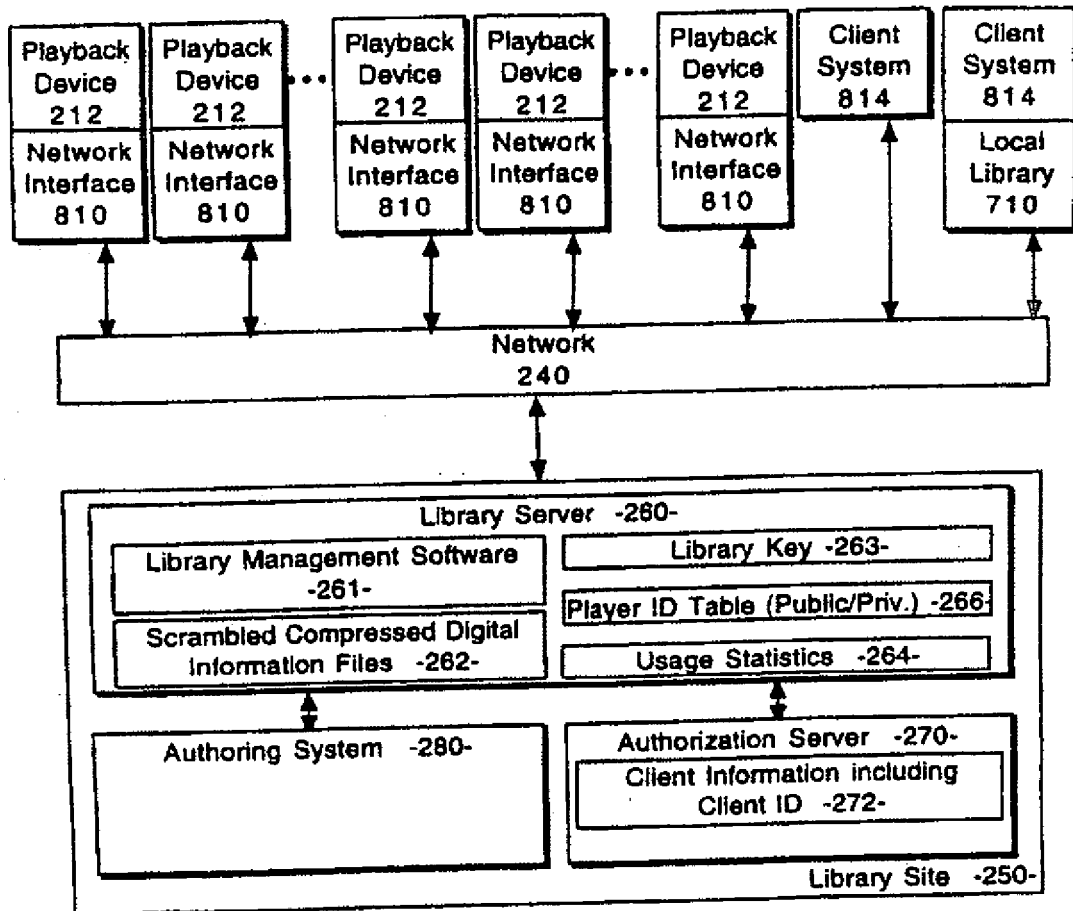 Playback Device 212
Network Interface 810
Playback Device 212
Network Interface 810
Playback Device 212
Network Interface 810
Playback Device 212
Network Interface 810
Playback Device 212
Network Interface 810
Client System 814
Client System 814
Local Library 710
Network
240
Library Server -260-
Library Management Software
-261-
Scrambled Compressed Digital
Information Files -262-
Library Key -263-
Player ID Table (Public/Priv.) -266-
Usage Statistics -264-
Authoring System -280-
Authorization Server -270-
Client Information including
Client ID -272-
Library Site -250-